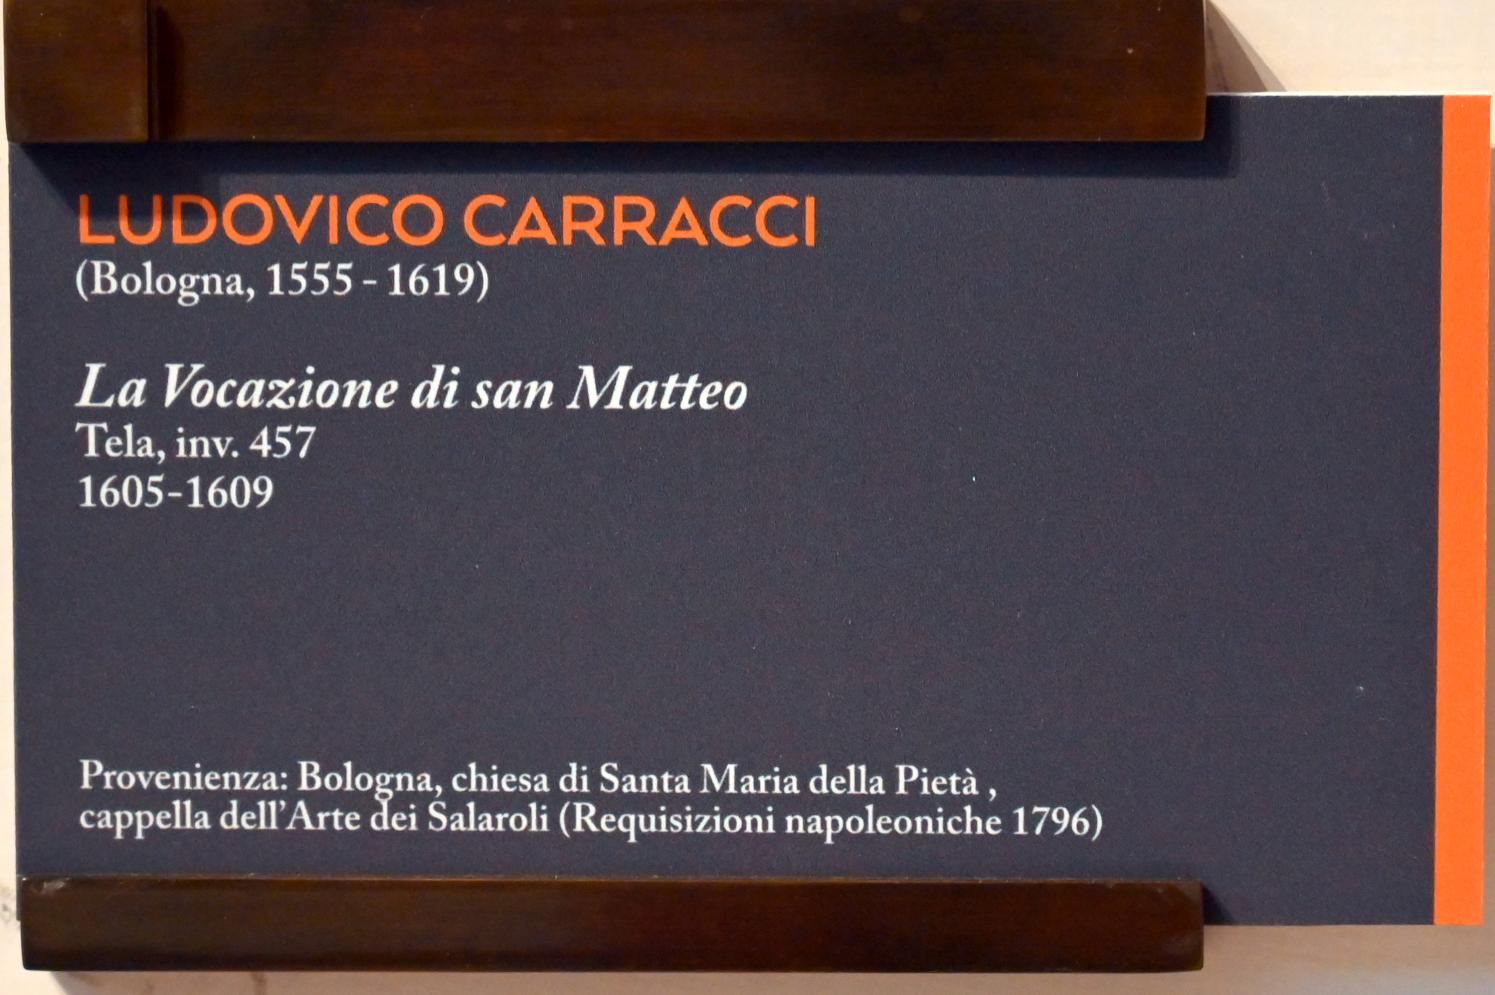 LUDOVICO CARRACCI
(Bologna, 1555 - 1619)
La Vocazione di san Matteo
Tela, inv. 457
1605-1609
Provenienza: Bologna, chiesa di Santa Maria della Pietà ,
cappella dell'Arte dei Salaroli (Requisizioni napoleoniche 1796)